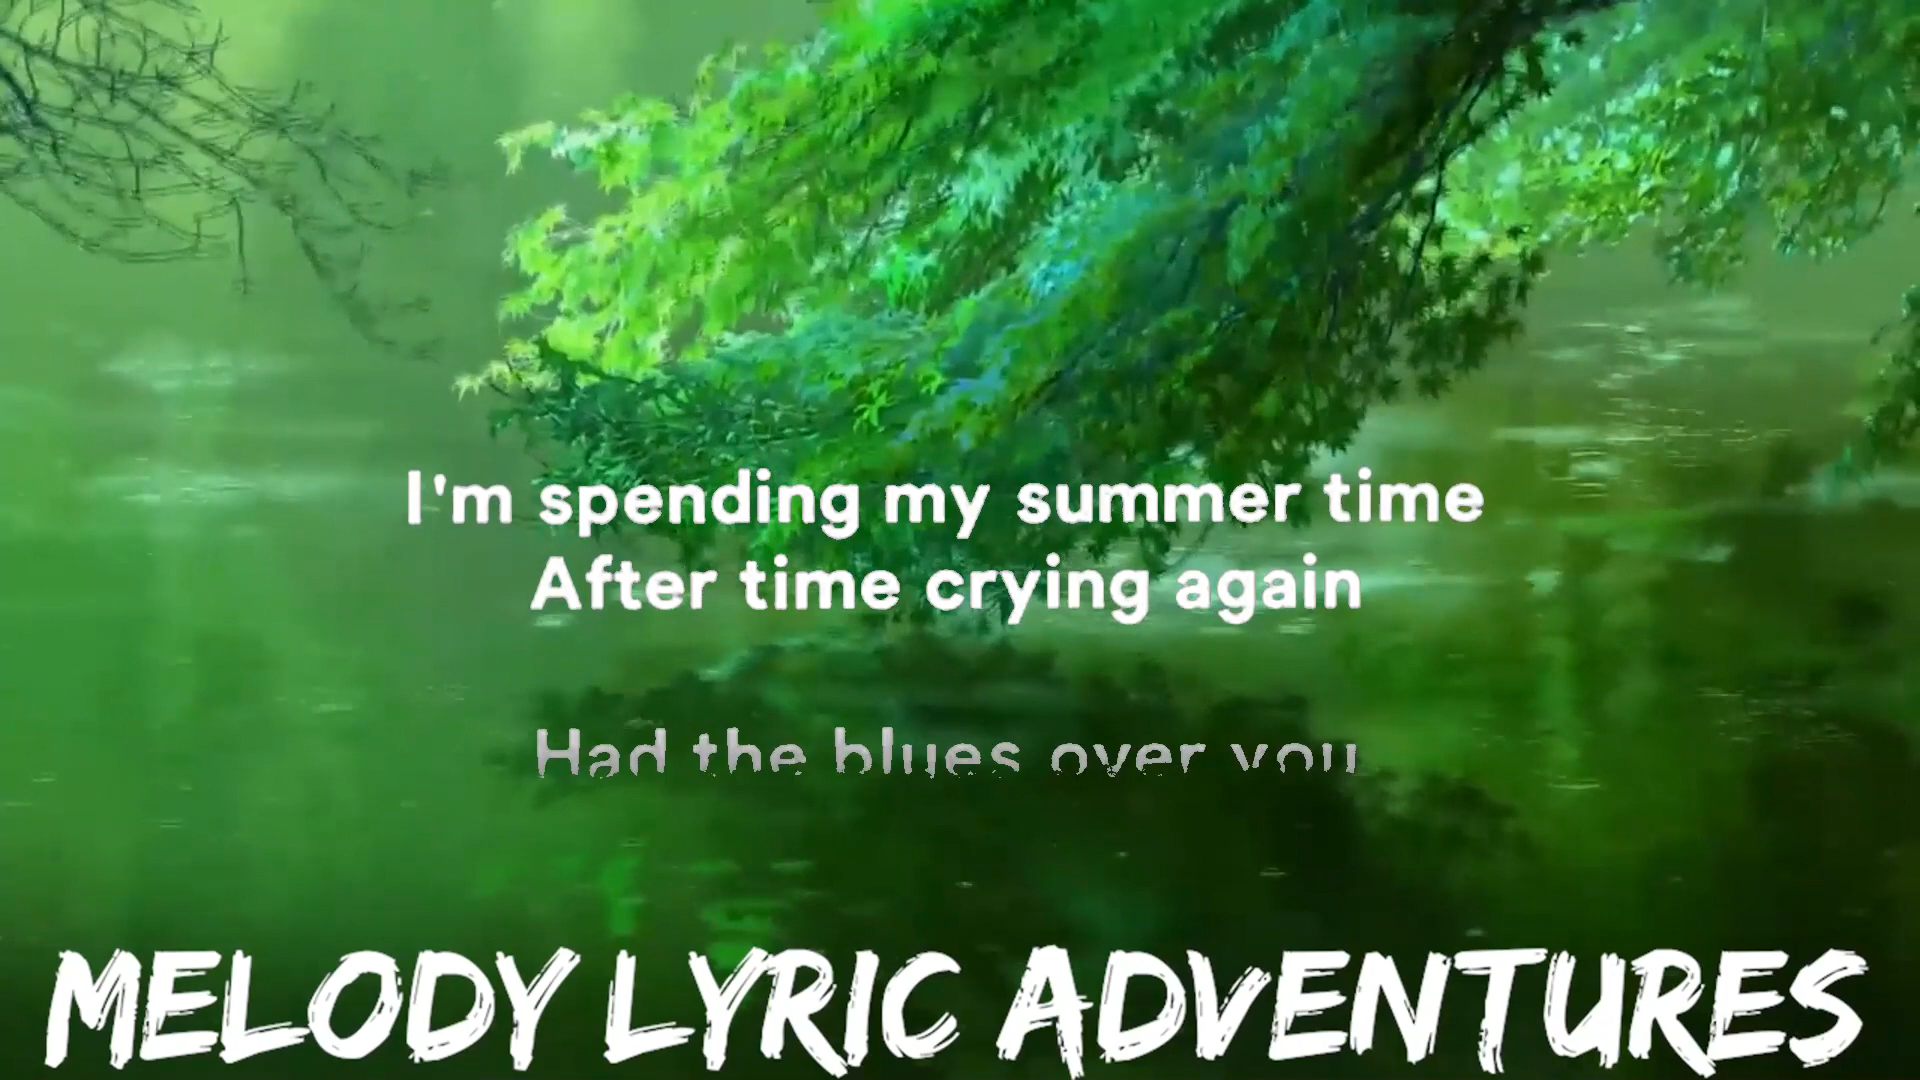 I'm spending my summer time
After time crying again
Had the blues over you
MELODY LYRIC ADVENTURES